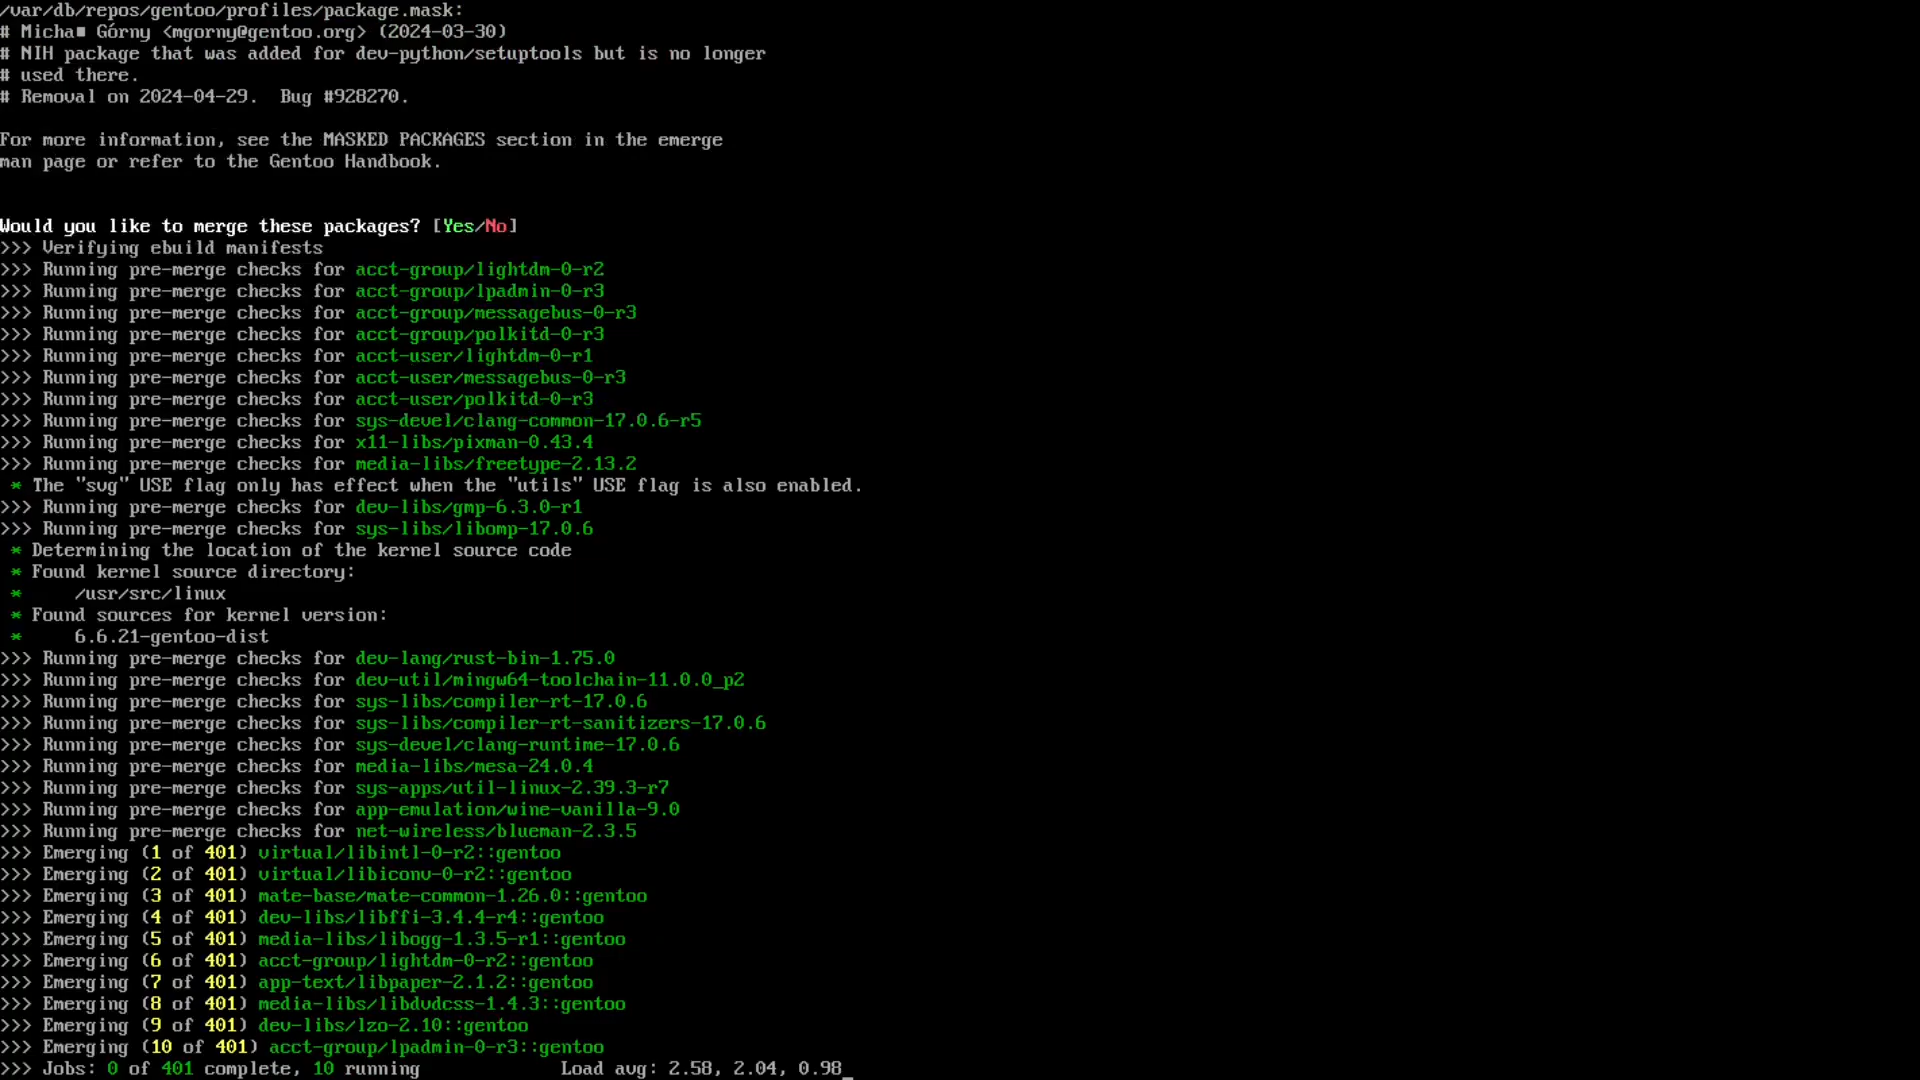 /var/db/repos/gentoo/profiles/package.mask:
# Micha■ Górny <mgorny@gentoo.org> (2024-03-30)
# NIH package that was added for dev-python/setuptools but is no longer
# used there.
# Removal on 2024-04-29.  Bug #928270.
For more information, see the MASKED PACKAGES section in the emerge
man page or refer to the Gentoo Handbook.
Would you like to merge these packages? [Yes/No]
>>> Verifying ebuild manifests
>>> Running pre-merge checks for acct-group/lightdm-0-r2
>>> Running pre-merge checks for acct-group/lpadmin-0-r3
>>> Running pre-merge checks for acct-group/messagebus-0-r3
>>> Running pre-merge checks for acct-group/polkitd-0-r3
>>> Running pre-merge checks for acct-user/lightdm-0-r1
>>> Running pre-merge checks for acct-user/messagebus-0-r3
>>> Running pre-merge checks for acct-user/polkitd-0-r3
>>> Running pre-merge checks for sys-devel/clang-common-17.0.6-r5
>>> Running pre-merge checks for x11-libs/pixman-0.43.4
>>> Running pre-merge checks for media-libs/freetype-2.13.2
 * The "svg" USE flag only has effect when the "utils" USE flag is also enabled.
>>> Running pre-merge checks for dev-libs/gmp-6.3.0-r1
>>> Running pre-merge checks for sys-libs/libomp-17.0.6
 * Determining the location of the kernel source code
 * Found kernel source directory:
 *     /usr/src/linux
 * Found sources for kernel version:
 *     6.6.21-gentoo-dist
>>> Running pre-merge checks for dev-lang/rust-bin-1.75.0
>>> Running pre-merge checks for dev-util/mingw64-toolchain-11.0.0_p2
>>> Running pre-merge checks for sys-libs/compiler-rt-17.0.6
>>> Running pre-merge checks for sys-libs/compiler-rt-sanitizers-17.0.6
>>> Running pre-merge checks for sys-devel/clang-runtime-17.0.6
>>> Running pre-merge checks for media-libs/mesa-24.0.4
>>> Running pre-merge checks for sys-apps/util-linux-2.39.3-r7
>>> Running pre-merge checks for app-emulation/wine-vanilla-9.0
>>> Running pre-merge checks for net-wireless/blueman-2.3.5
>>> Emerging (1 of 401) virtual/libintl-0-r2::gentoo
>>> Emerging (2 of 401) virtual/libiconv-0-r2::gentoo
>>> Emerging (3 of 401) mate-base/mate-common-1.26.0::gentoo
>>> Emerging (4 of 401) dev-libs/libffi-3.4.4-r4::gentoo
>>> Emerging (5 of 401) media-libs/libogg-1.3.5-r1::gentoo
>>> Emerging (6 of 401) acct-group/lightdm-0-r2::gentoo
>>> Emerging (7 of 401) app-text/libpaper-2.1.2::gentoo
>>> Emerging (8 of 401) media-libs/libdvdcss-1.4.3::gentoo
>>> Emerging (9 of 401) dev-libs/lzo-2.10::gentoo
>>> Emerging (10 of 401) acct-group/lpadmin-0-r3::gentoo
>>> Jobs: 0 of 401 complete, 10 running             Load avg: 2.58, 2.04, 0.98_